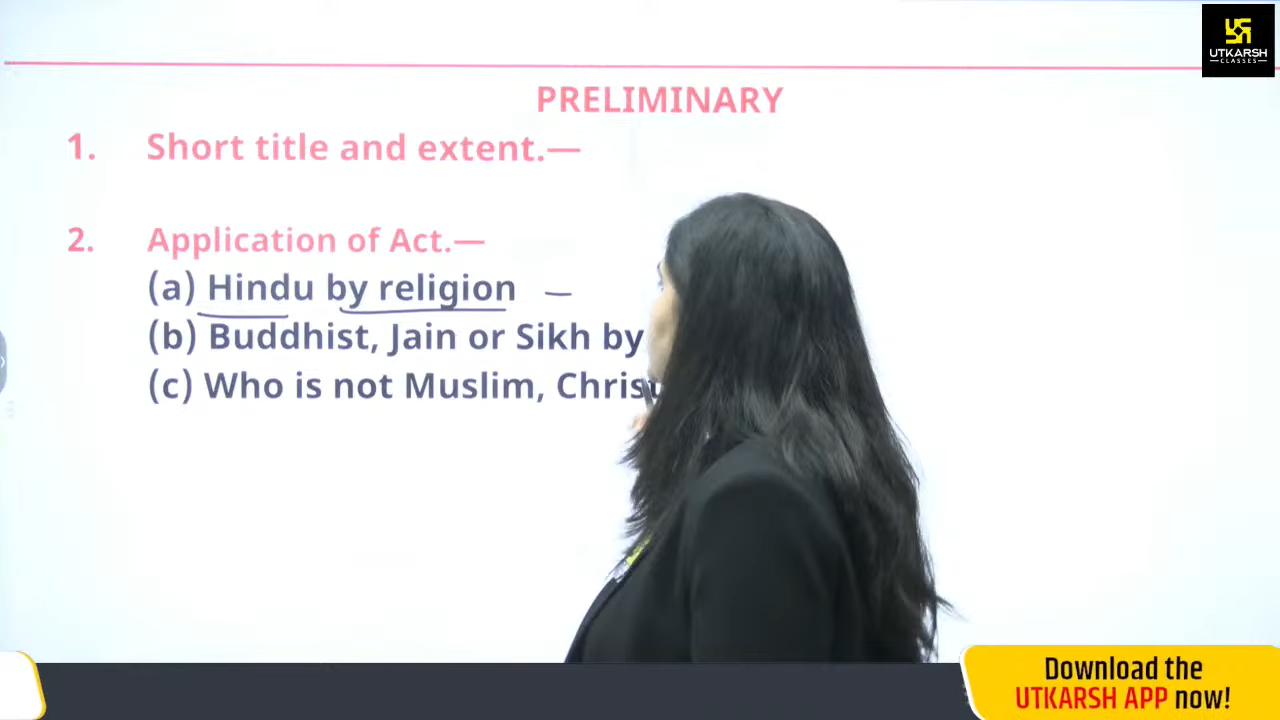 UTKARSH
CLASSES
PRELIMINARY
1. Short title and extent.—
2. Application of Act.—
(a) Hindu by religion —
(b) Buddhist, Jain or Sikh by
(c) Who is not Muslim,
Download the
UTKARSH APP now!